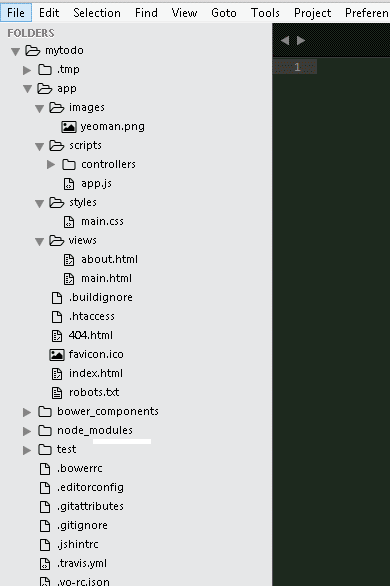 File Edit Selection Find View Goto Tools Project Preferen
FOLDERS
mytodo
.tmp
app
images
yeoman.png
scripts
controllers
app.js
styles
main.css
views
about.html
main.html
.buildignore
.htaccess
404.html
favicon.ico
index.html
robots.txt
bower_components
node_modules
test
.bowerrc
.editorconfig
.gitattributes
.gitignore
.jshintrc
.travis.yml
.yo-rc.json
1